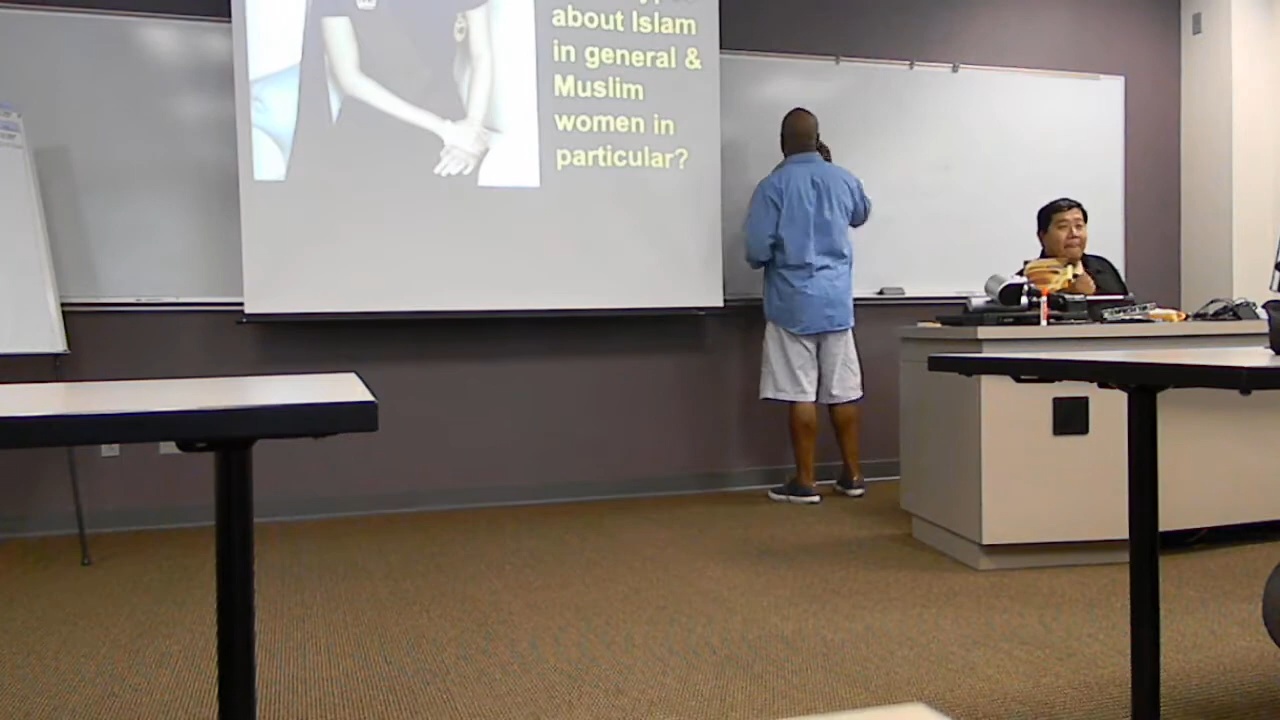 about Islam
in general &
Muslim
women in
particular?